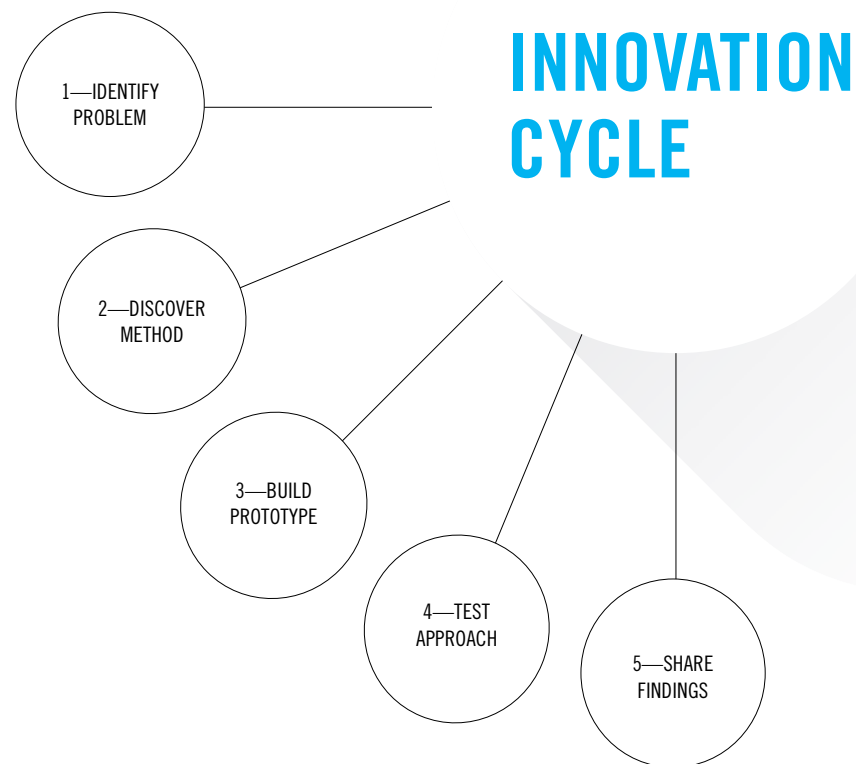 INNOVATION
CYCLE
1—IDENTIFY
PROBLEM
2—DISCOVER
METHOD
3—BUILD
PROTOTYPE
4—TEST
APPROACH
5—SHARE
FINDINGS